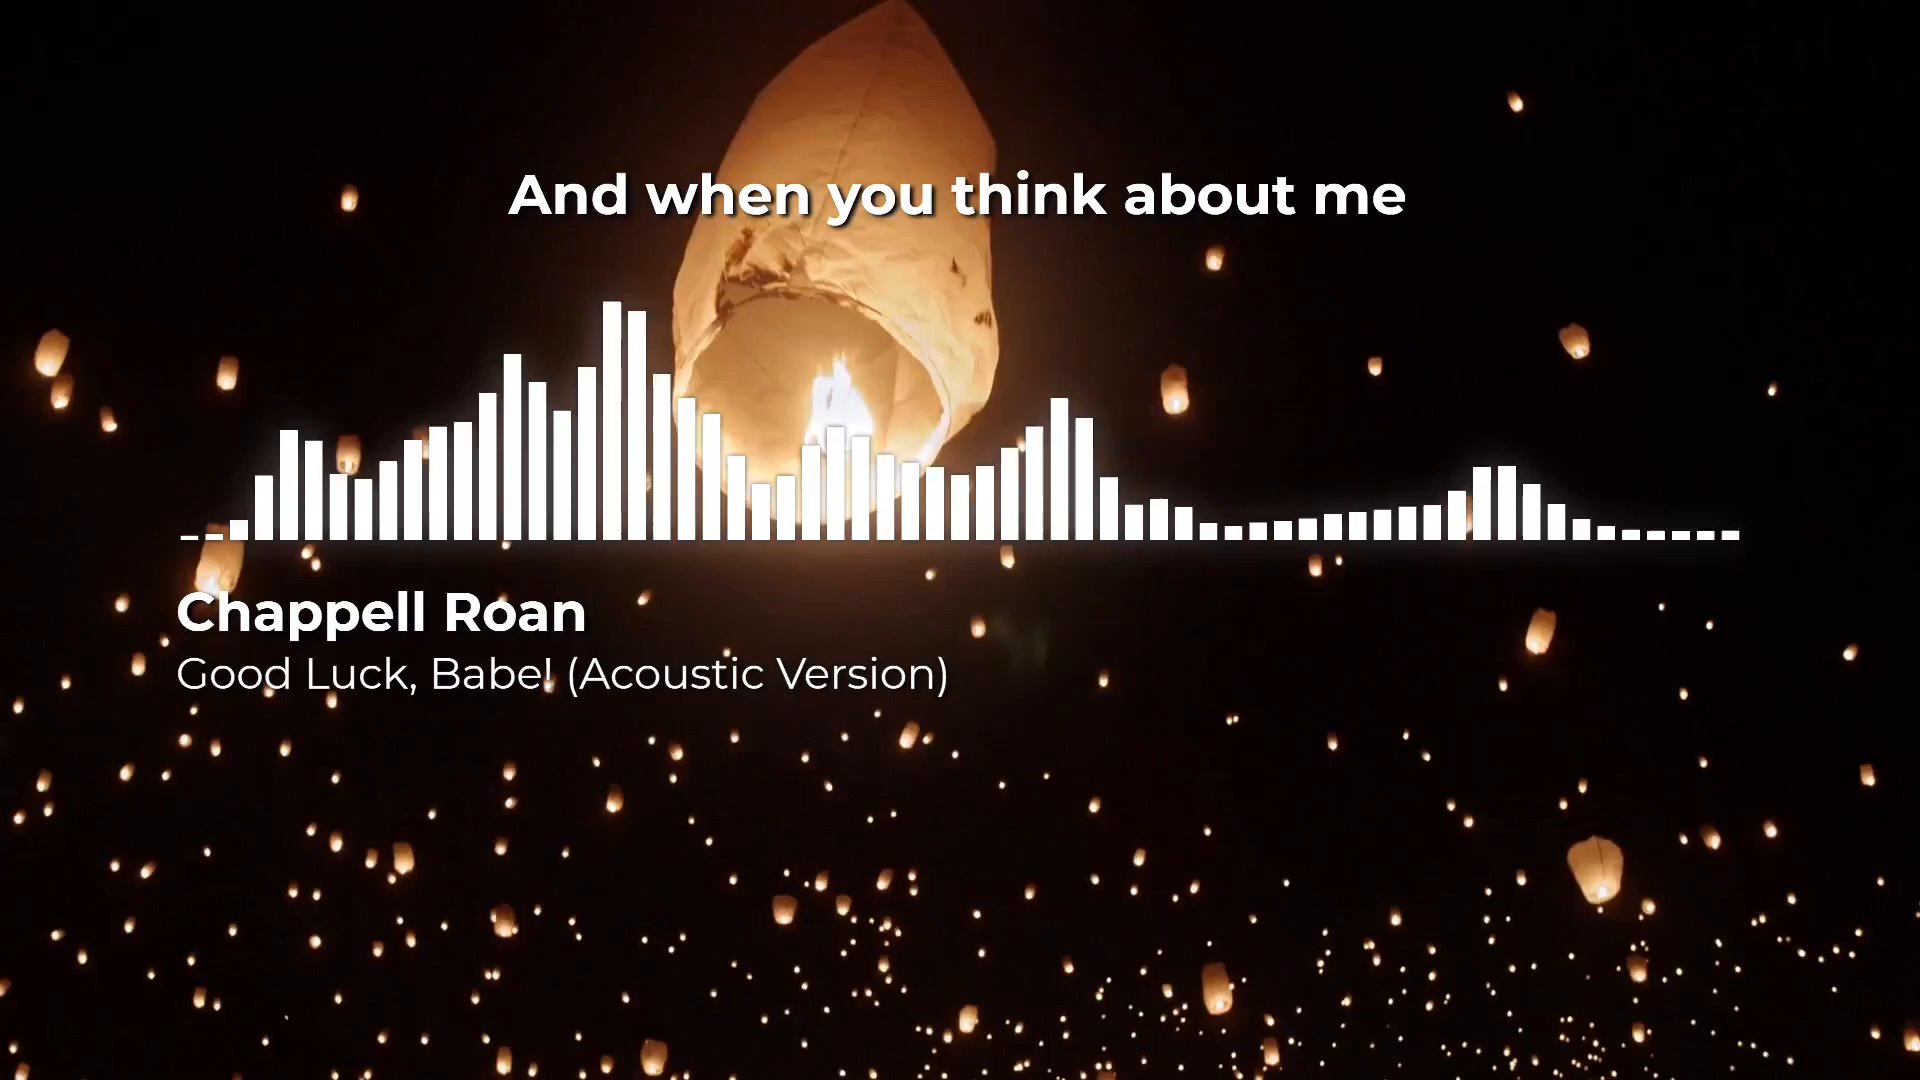 And when you think about me
Chappell Roan
Good Luck, Babe! (Acoustic Version)